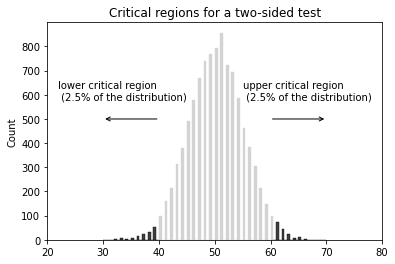 Critical regions for a two-sided test
800
700
600
500
400
300
200
100
0
Count
lower critical region
(2.5% of the distribution)
upper critical region
(2.5% of the distribution)
20
30
40
50
60
70
80